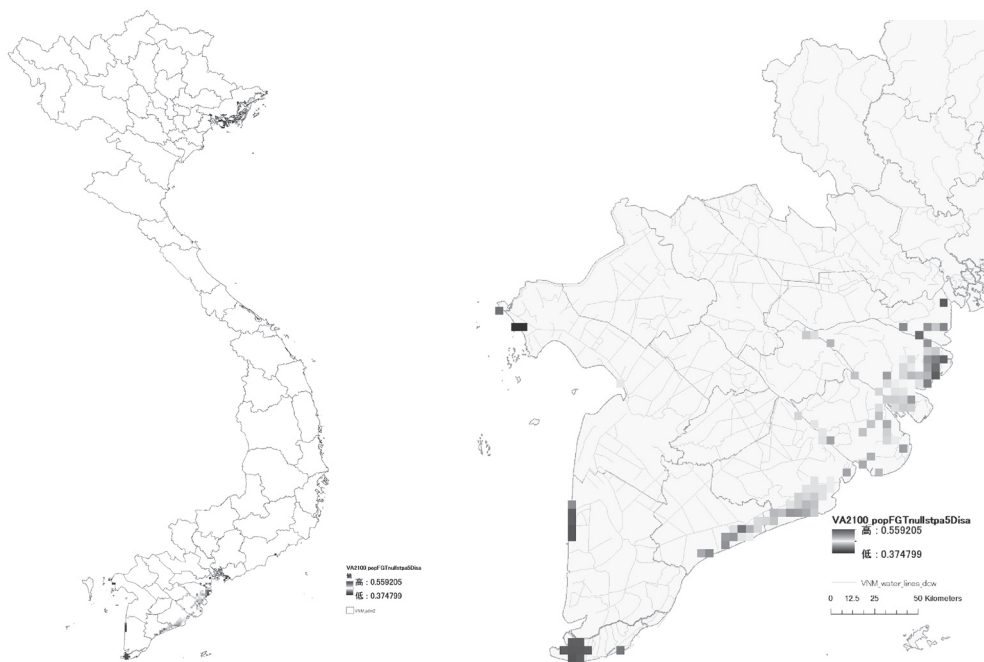 VA2100_popFGTnullstpa5Disa
値
高 : 0.559205
低 : 0.374799
VA2100_popFGTnullstpa5Disa
高 : 0.559205
低 : 0.374799
VNM_water_lines_dcw
0 12.5 25 50 Kilometers